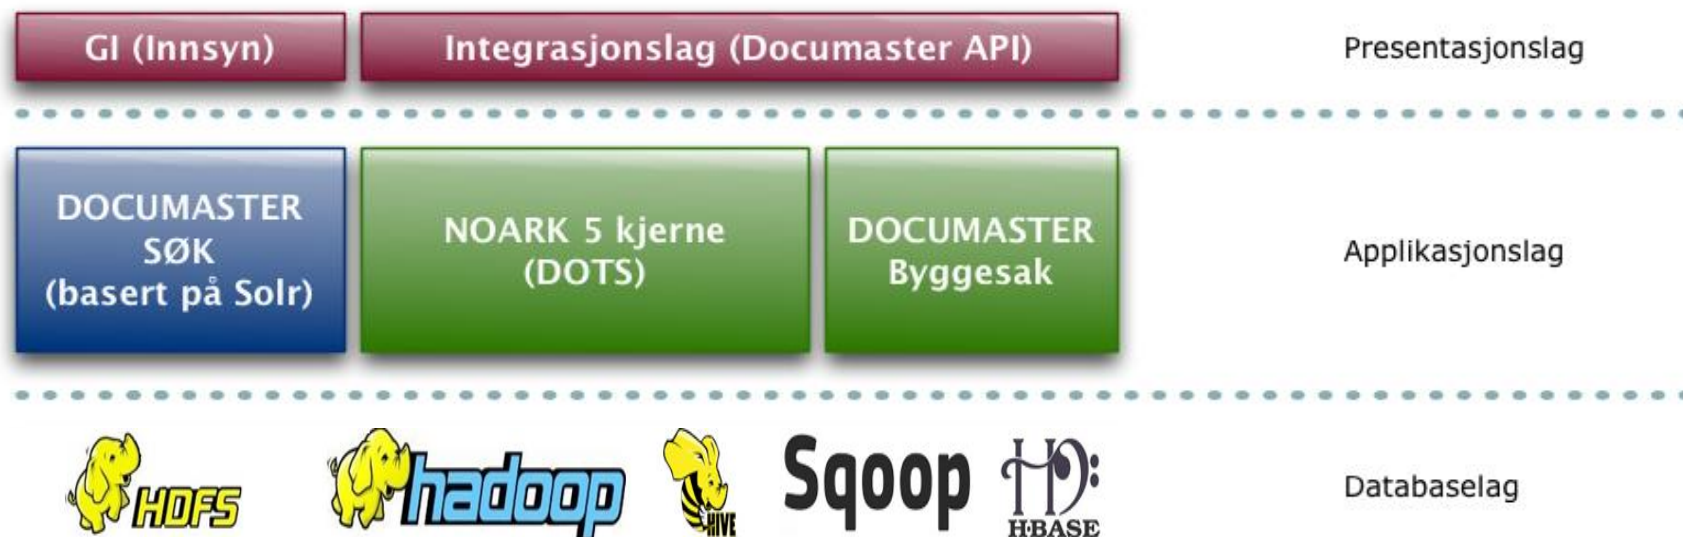 GI (Innsyn)
Integrasjonslag (Documaster API)
Presentasjonslag
DOCUMASTER
SØK
(basert på Solr)
NOARK 5 kjerne
(DOTS)
DOCUMASTER
Byggesak
Applikasjonslag
HDFS
hadoop
HIVE
Sqoop
H
HBASE
Databaselag